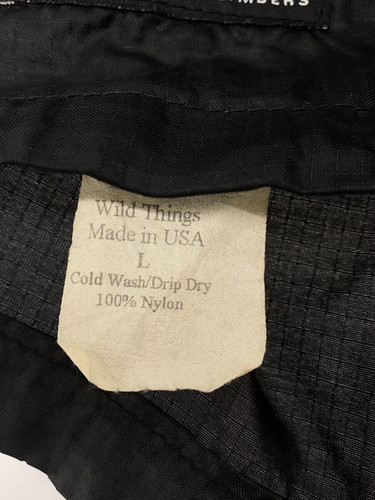 Wild Things
Made in USA
L
Cold Wash/Drip Dry
100% Nylon